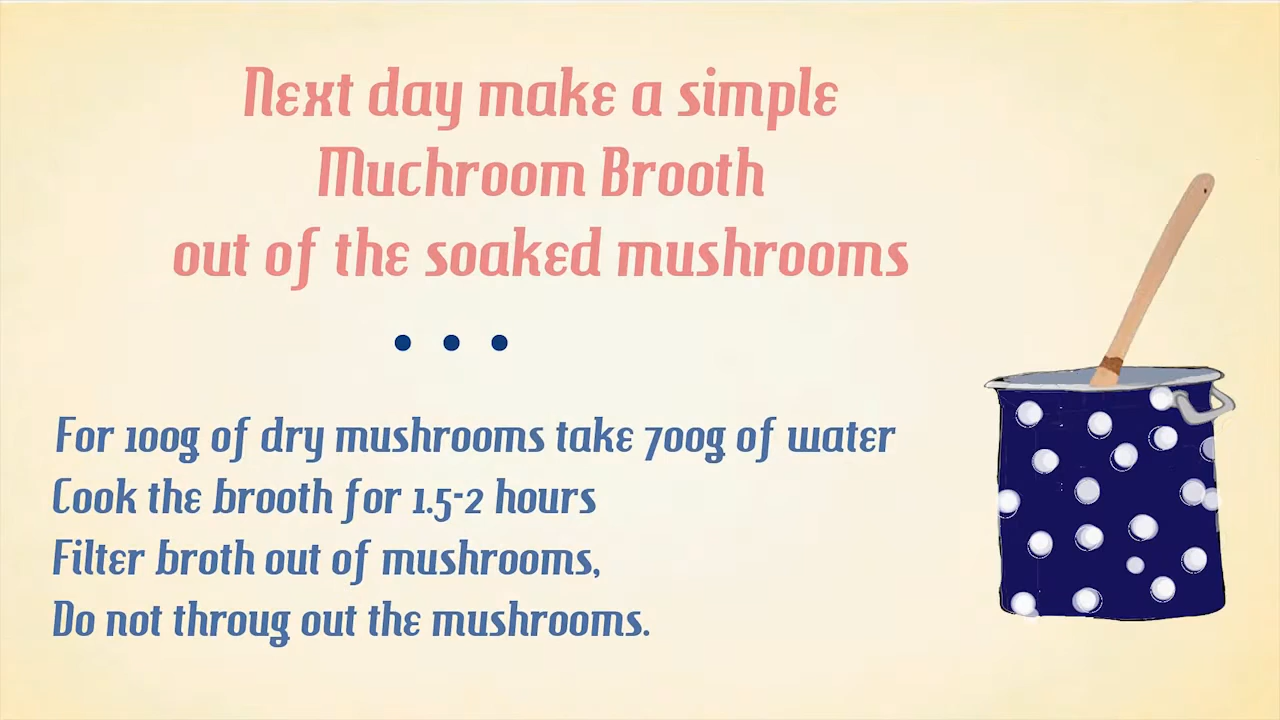 Next day make a simple
Muchroom Brooth
out of the soaked mushrooms
• • •
For 100g of dry mushrooms take 700g of water
Cook the brooth for 1.5-2 hours
Filter broth out of mushrooms,
Do not throug out the mushrooms.